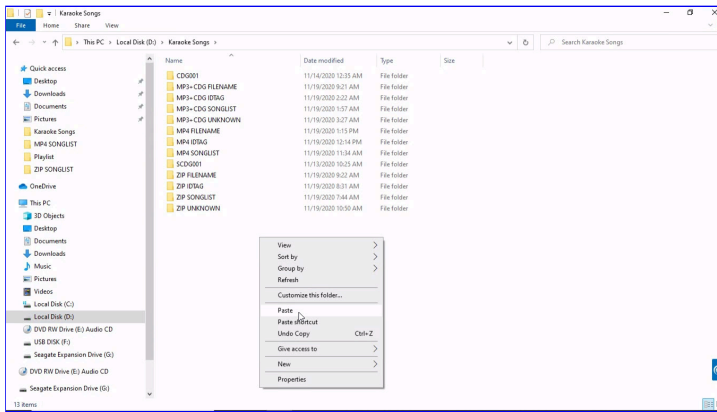 Karaoke Songs
File Home Share View
This PC > Local Disk (D:) > Karaoke Songs >
Search Karaoke Songs
Name Date modified Type Size
Quick access
Desktop
Downloads
Documents
Pictures
Karaoke Songs
MP4 SONGLIST
Playlist
ZIP SONGLIST
OneDrive
This PC
3D Objects
Desktop
Documents
Downloads
Music
Pictures
Videos
Local Disk (C:)
Local Disk (D:)
DVD RW Drive (E:) Audio CD
USB DISK (F:)
Seagate Expansion Drive (G:)
DVD RW Drive (E:) Audio CD
Seagate Expansion Drive (G:)
CDG001 11/14/2020 12:35 AM File folder
MP3+CDG FILENAME 11/19/2020 9:21 AM File folder
MP3+CDG IDTAG 11/19/2020 2:22 AM File folder
MP3+CDG SONGLIST 11/19/2020 1:57 AM File folder
MP3+CDG UNKNOWN 11/19/2020 3:27 AM File folder
MP4 FILENAME 11/19/2020 1:15 PM File folder
MP4 IDTAG 11/19/2020 12:14 PM File folder
MP4 SONGLIST 11/19/2020 11:34 AM File folder
SCDG001 11/13/2020 10:25 AM File folder
ZIP FILENAME 11/19/2020 9:22 AM File folder
ZIP IDTAG 11/19/2020 8:31 AM File folder
ZIP SONGLIST 11/19/2020 7:44 AM File folder
ZIP UNKNOWN 11/19/2020 10:50 AM File folder
View
Sort by
Group by
Refresh
Customize this folder...
Paste
Paste shortcut
Undo Copy Ctrl+Z
Give access to
New
Properties
13 items